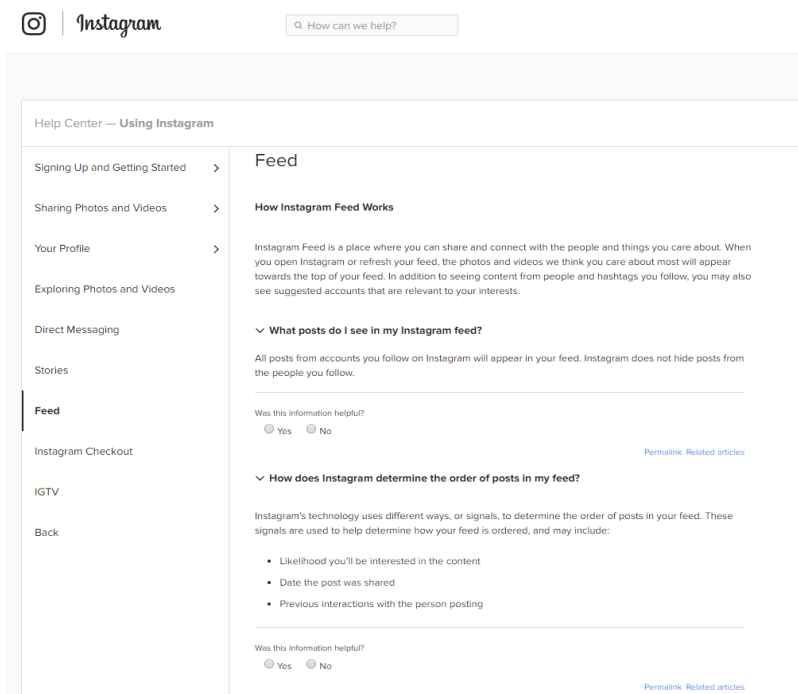 Instagram
How can we help?
Help Center — Using Instagram
Signing Up and Getting Started
Sharing Photos and Videos
Your Profile
Exploring Photos and Videos
Direct Messaging
Stories
Feed
Instagram Checkout
IGTV
Back
Feed
How Instagram Feed Works
Instagram Feed is a place where you can share and connect with the people and things you care about. When
you open Instagram or refresh your feed, the photos and videos we think you care about most will appear
towards the top of your feed. In addition to seeing content from people and hashtags you follow, you may also
see suggested accounts that are relevant to your interests.
What posts do I see in my Instagram feed?
All posts from accounts you follow on Instagram will appear in your feed. Instagram does not hide posts from
the people you follow.
Was this information helpful?
Yes No
Permalink Related articles
How does Instagram determine the order of posts in my feed?
Instagram's technology uses different ways, or signals, to determine the order of posts in your feed. These
signals are used to help determine how your feed is ordered, and may include:
• Likelihood you'll be interested in the content
• Date the post was shared
• Previous interactions with the person posting
Was this information helpful?
Yes No
Permalink Related articles